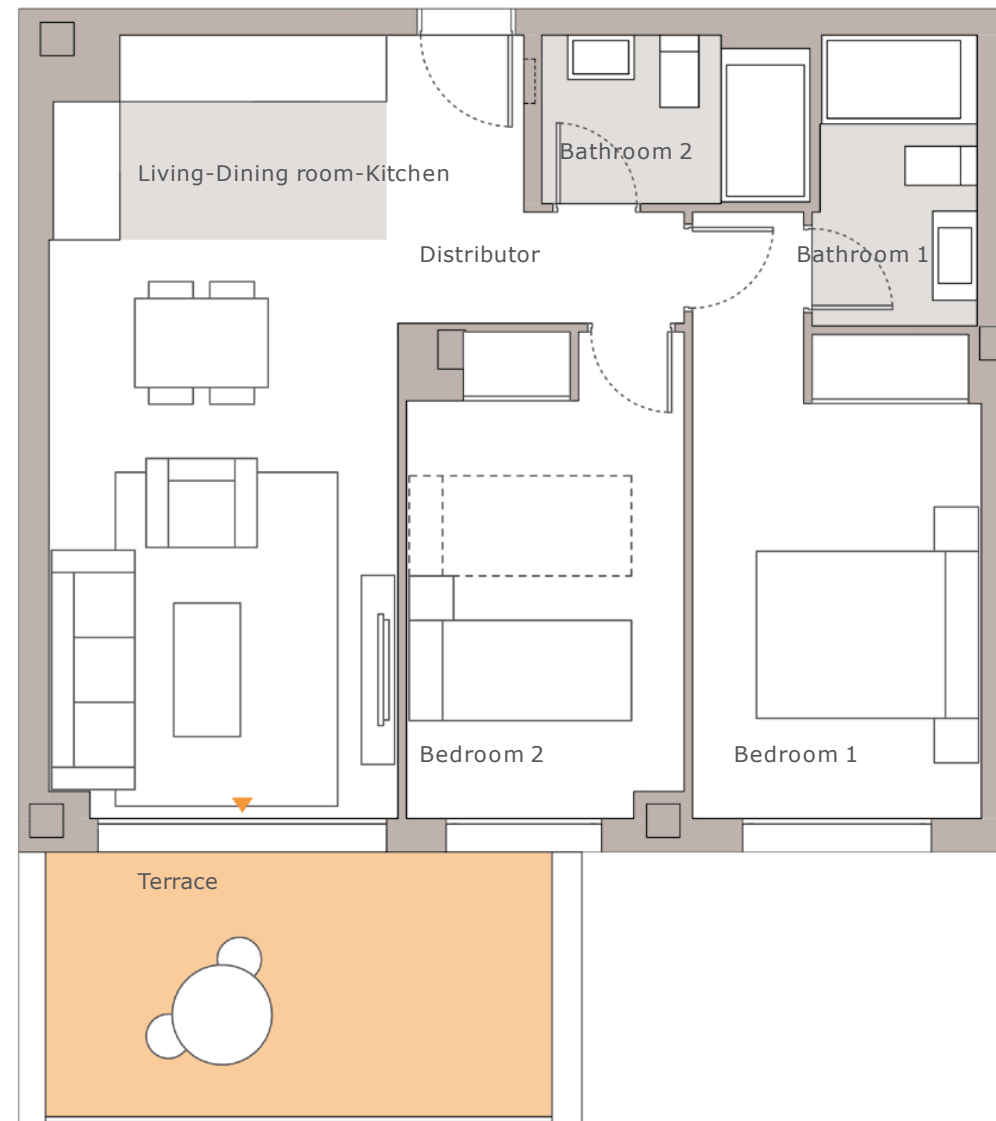 Bathroom 2
Living-Dining room-Kitchen
Distributor
Bathroom 1
Bedroom 2
Bedroom 1
Terrace